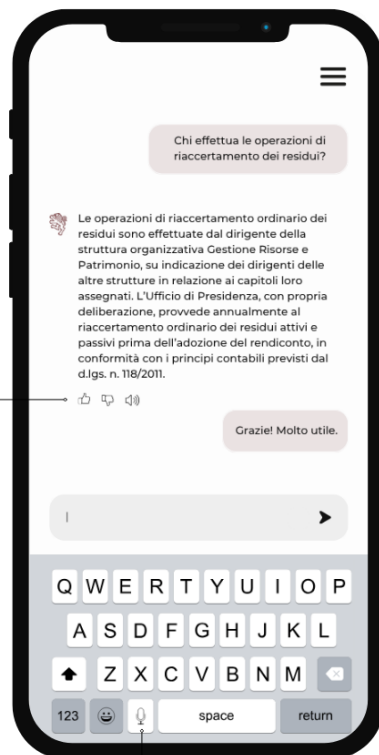 Chi effettua le operazioni di
riaccertamento dei residui?
Le operazioni di riaccertamento ordinario dei
residui sono effettuate dal dirigente della
struttura organizzativa Gestione Risorse e
Patrimonio, su indicazione dei dirigenti delle
altre strutture in relazione ai capitoli loro
assegnati. L'Ufficio di Presidenza, con propria
deliberazione, provvede annualmente al
riaccertamento ordinario dei residui attivi e
passivi prima dell'adozione del rendiconto, in
conformità con i principi contabili previsti dal
d.lgs. n. 118/2011.
Grazie! Molto utile.
Q W E R T Y U I O P
A S D F G H J K L
Z X C V B N M
123 space return